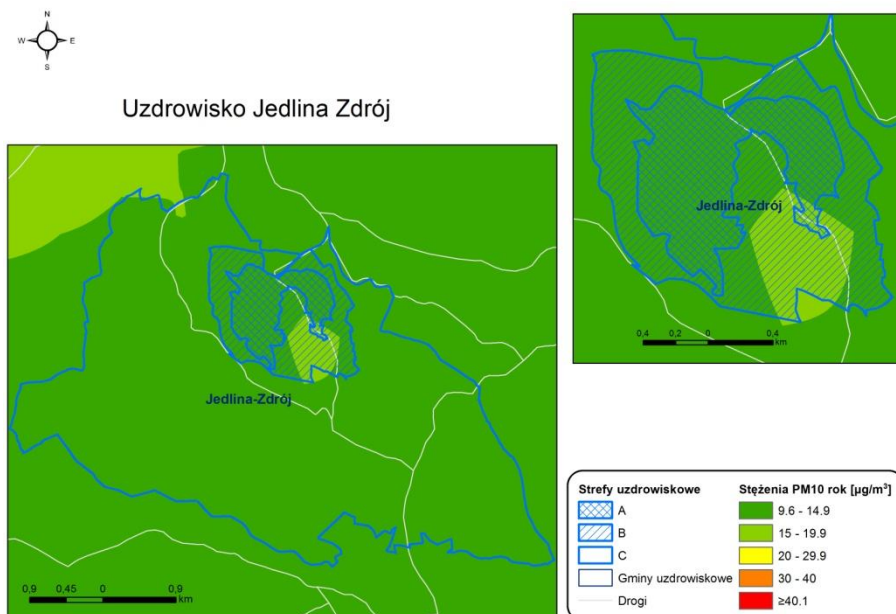 N
W E
S
Uzdrowisko Jedlina Zdrój
Jedlina-Zdrój
0,9 0,45 0 0,9
km
Jedlina-Zdrój
0,4 0,2 0 0,4
km
Strefy uzdrowiskowe
A
B
C
Gminy uzdrowiskowe
Drogi
Stężenia PM10 rok [µg/m³]
9.6 - 14.9
15 - 19.9
20 - 29.9
30 - 40
≥40.1